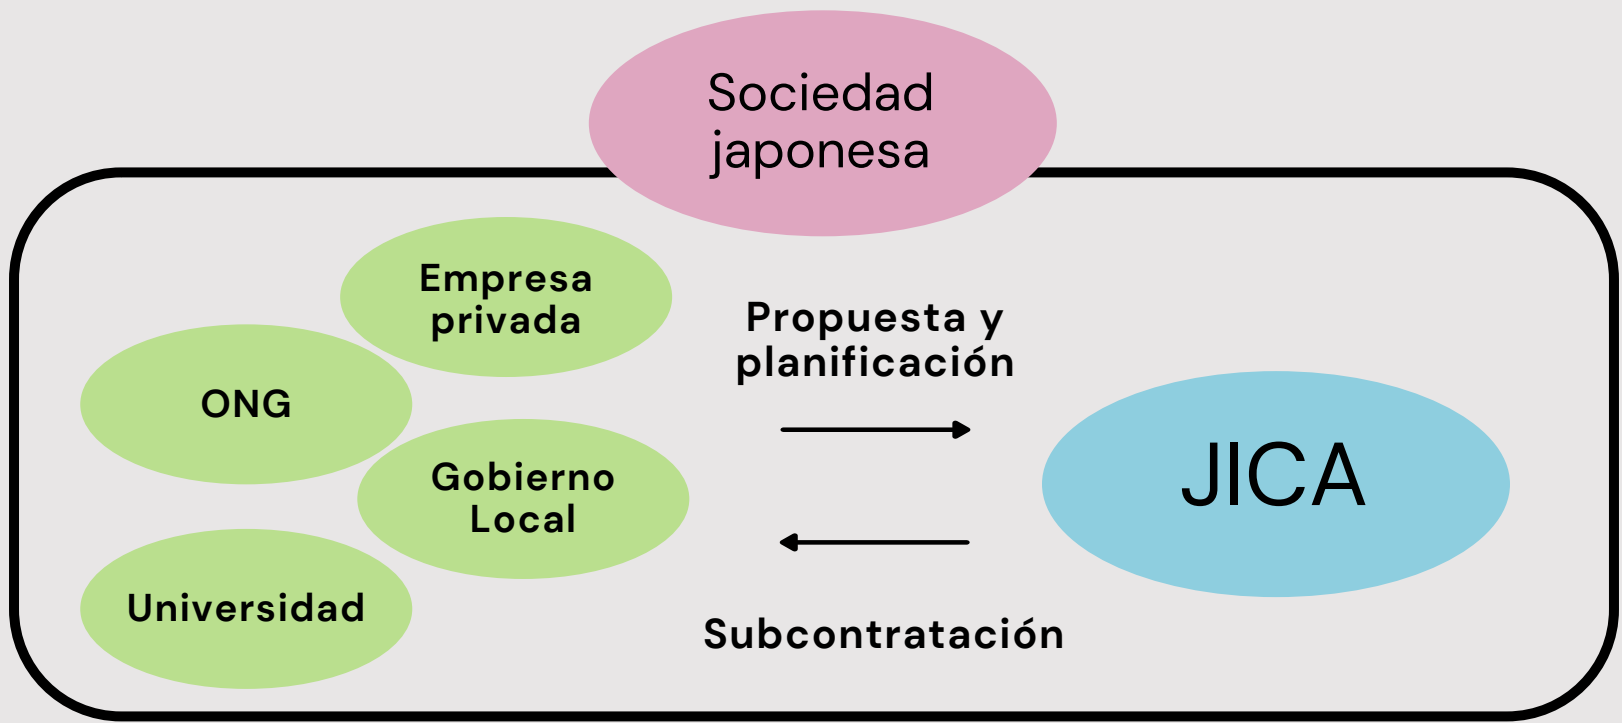 Sociedad
japonesa
Empresa
privada
ONG
Gobierno
Local
Universidad
Propuesta y
planificación
Subcontratación
JICA